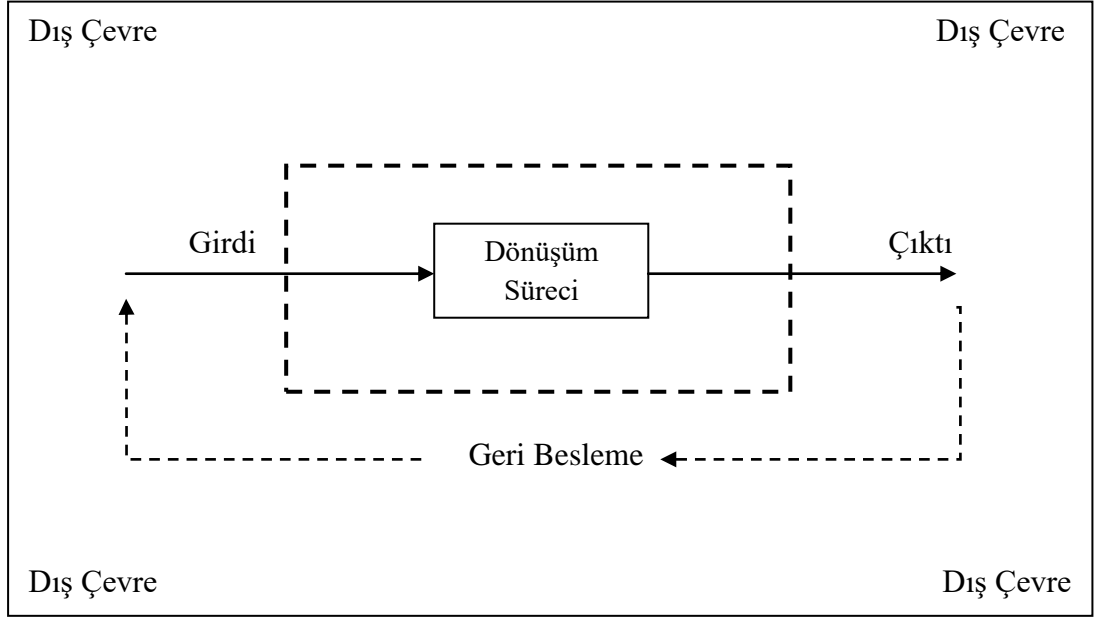 Dış Çevre
Dış Çevre
Girdi
Dönüşüm
Süreci
Çıktı
Geri Besleme
Dış Çevre
Dış Çevre